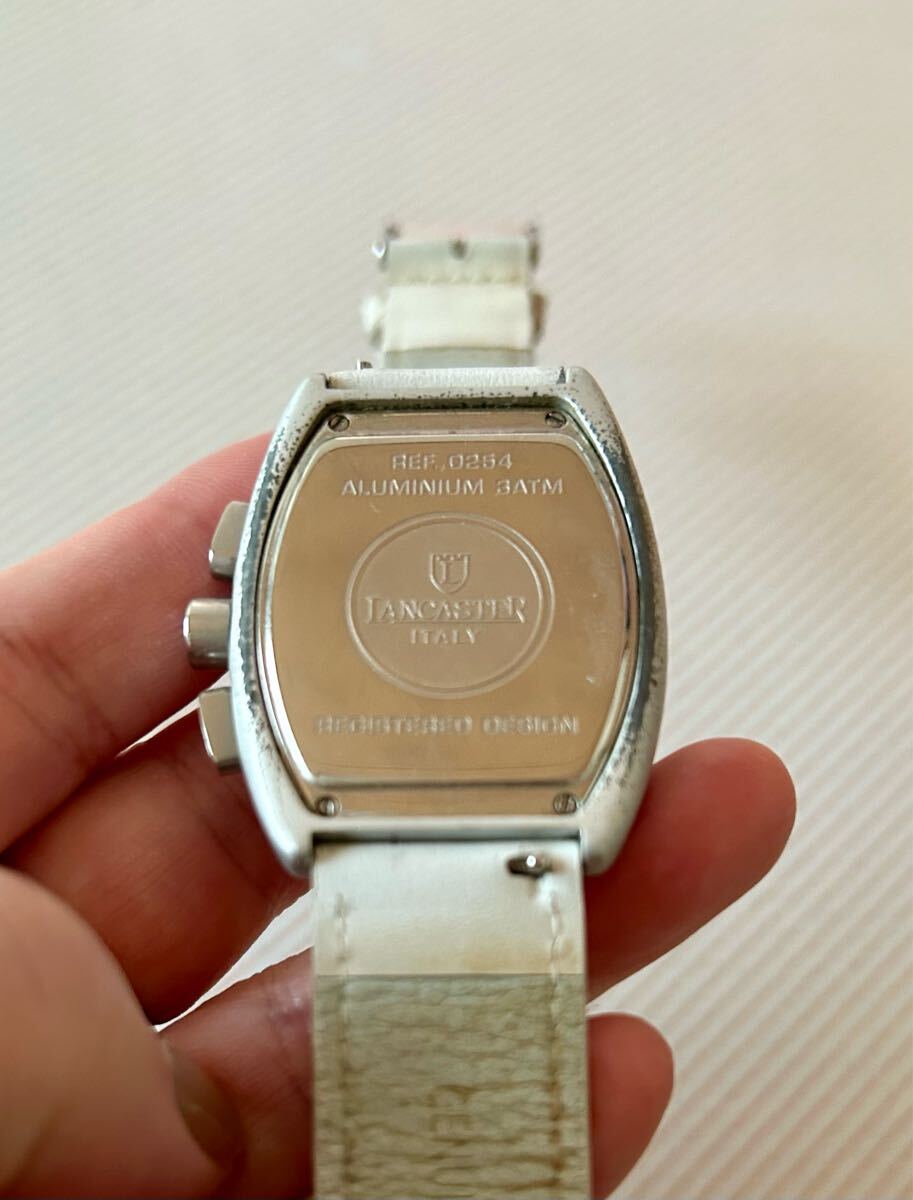 REF.,0254
ALUMINIUM 3ATM
L
LANCASTER
ITALY
REGISTERED DESIGN